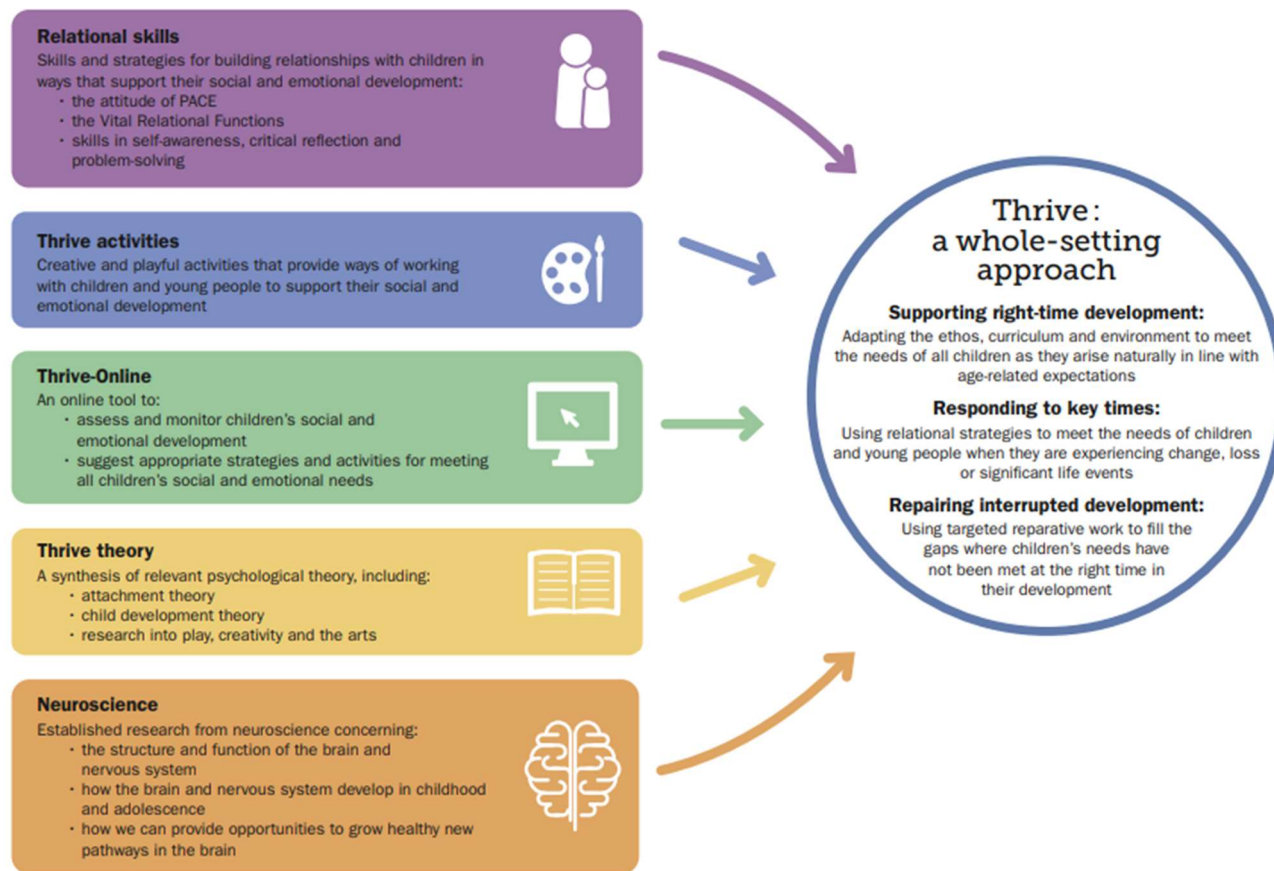 Relational skills
Skills and strategies for building relationships with children in
ways that support their social and emotional development:
• the attitude of PACE
• the Vital Relational Functions
• skills in self-awareness, critical reflection and
problem-solving
Thrive activities
Creative and playful activities that provide ways of working
with children and young people to support their social and
emotional development
Thrive-Online
An online tool to:
• assess and monitor children's social and
emotional development
• suggest appropriate strategies and activities for meeting
all children's social and emotional needs
Thrive theory
A synthesis of relevant psychological theory, including:
• attachment theory
• child development theory
• research into play, creativity and the arts
Neuroscience
Established research from neuroscience concerning:
• the structure and function of the brain and
nervous system
• how the brain and nervous system develop in childhood
and adolescence
• how we can provide opportunities to grow healthy new
pathways in the brain
Thrive:
a whole-setting
approach
Supporting right-time development:
Adapting the ethos, curriculum and environment to meet
the needs of all children as they arise naturally in line with
age-related expectations
Responding to key times:
Using relational strategies to meet the needs of children
and young people when they are experiencing change, loss
or significant life events
Repairing interrupted development:
Using targeted reparative work to fill the
gaps where children's needs have
not been met at the right time in
their development